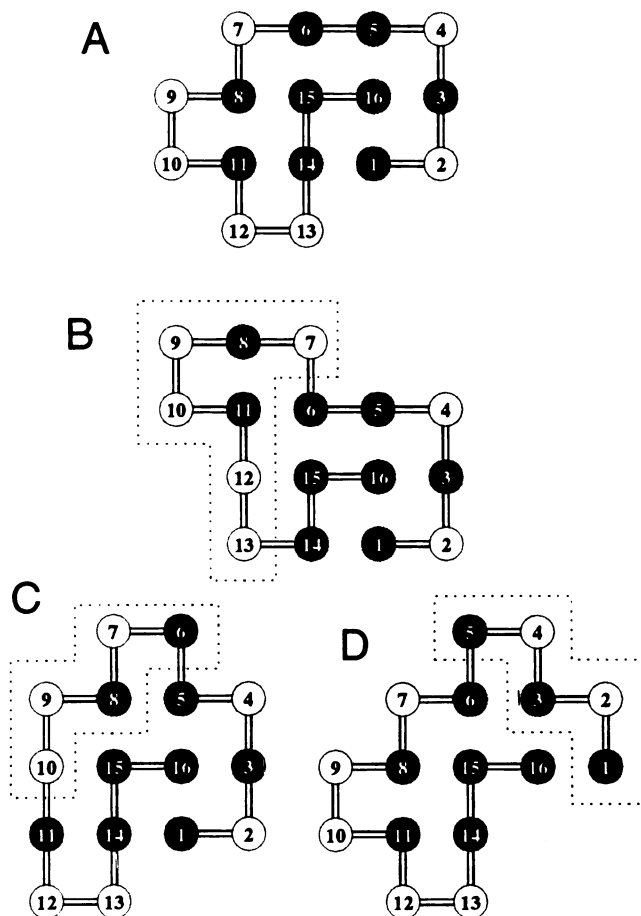 A
7 6 5 4
9 8 15 16 3
10 11 14 1 2
12 13
B
9 8 7
10 11 6 5 4
12 15 16 3
13 14 1 2
C
7 6
9 8 5 4
10 15 16 3
11 14 1 2
12 13
D
5 4
7 6 3 2
9 8 15 16 1
10 11 14
12 13